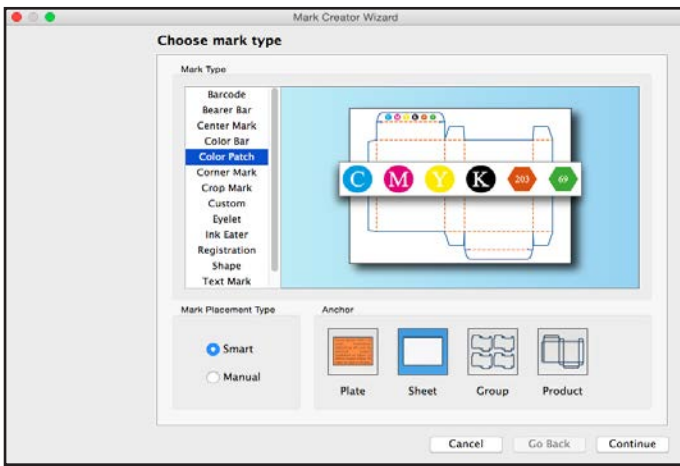 Mark Creator Wizard
Choose mark type
Mark Type
Barcode
Bearer Bar
Center Mark
Color Bar
Color Patch
Corner Mark
Crop Mark
Custom
Eyelet
Ink Eater
Registration
Shape
Text Mark
C M Y K 203 69
Mark Placement Type
Smart
Manual
Anchor
Plate Sheet Group Product
Cancel Go Back Continue